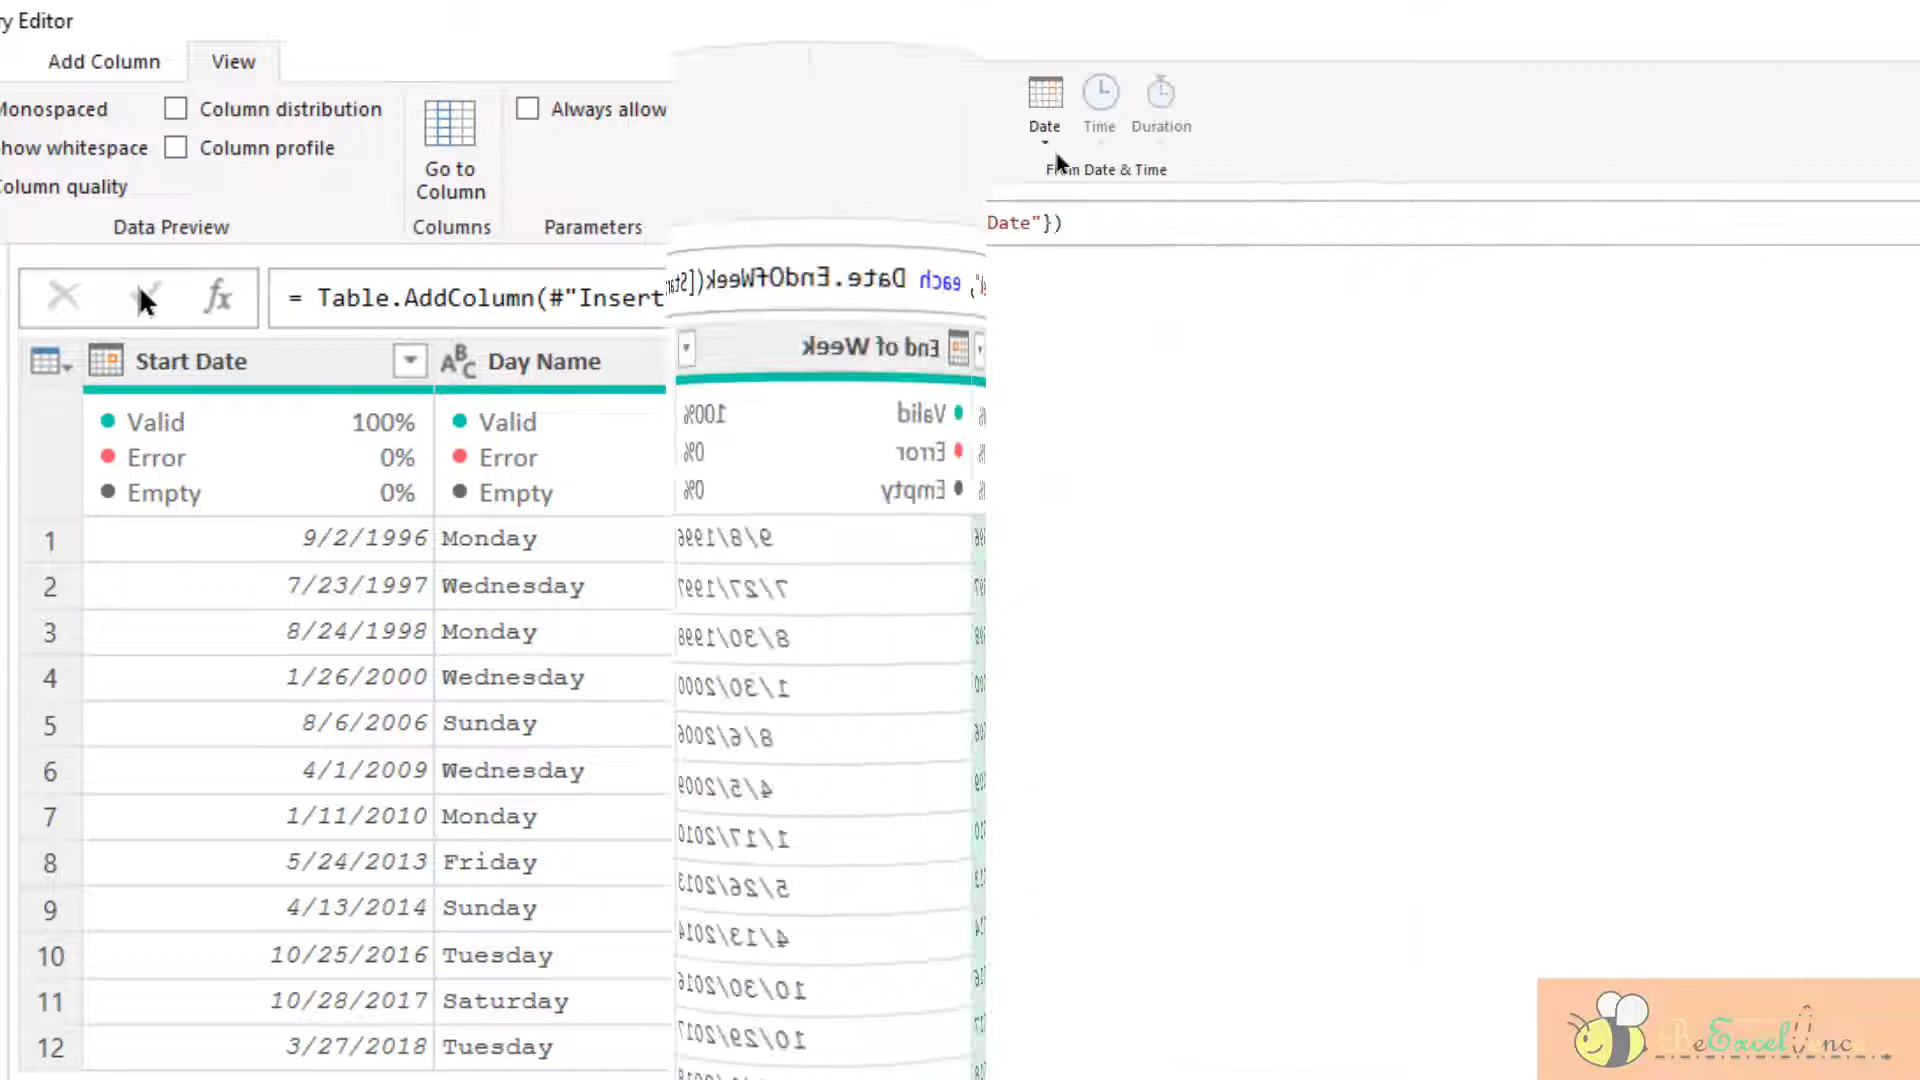 ry Editor
Add Column View
Monospaced Column distribution Always allow
how whitespace Column profile Go to Column
Column quality
Data Preview Columns Parameters
Date Time Duration
From Date & Time
Date"})
fx = Table.AddColumn(#"Insert
each Date.EndOfWeek([Star
Start Date Day Name End of Week
Valid 100% Valid Valid 100%
Error 0% Error Error 0%
Empty 0% Empty Empty 0%
1 9/2/1996 Monday 9/8/1996
2 7/23/1997 Wednesday 7/27/1997
3 8/24/1998 Monday 8/30/1998
4 1/26/2000 Wednesday 1/30/2000
5 8/6/2006 Sunday 8/6/2006
6 4/1/2009 Wednesday 4/5/2009
7 1/11/2010 Monday 1/17/2010
8 5/24/2013 Friday 5/26/2013
9 4/13/2014 Sunday 4/13/2014
10 10/25/2016 Tuesday 10/30/2016
11 10/28/2017 Saturday 10/29/2017
12 3/27/2018 Tuesday